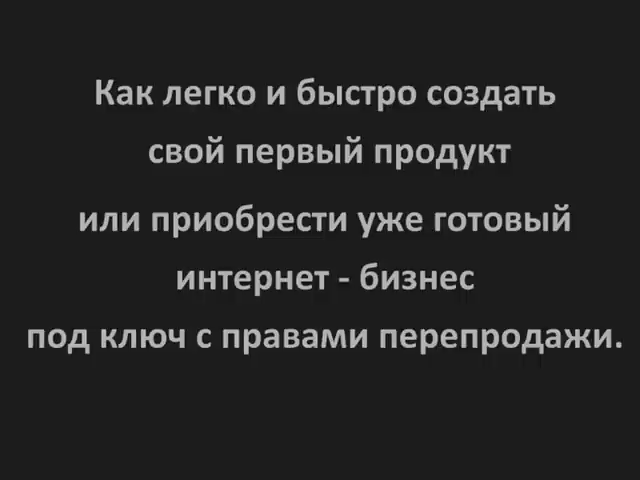 Как легко и быстро создать
свой первый продукт
или приобрести уже готовый
интернет - бизнес
под ключ с правами перепродажи.